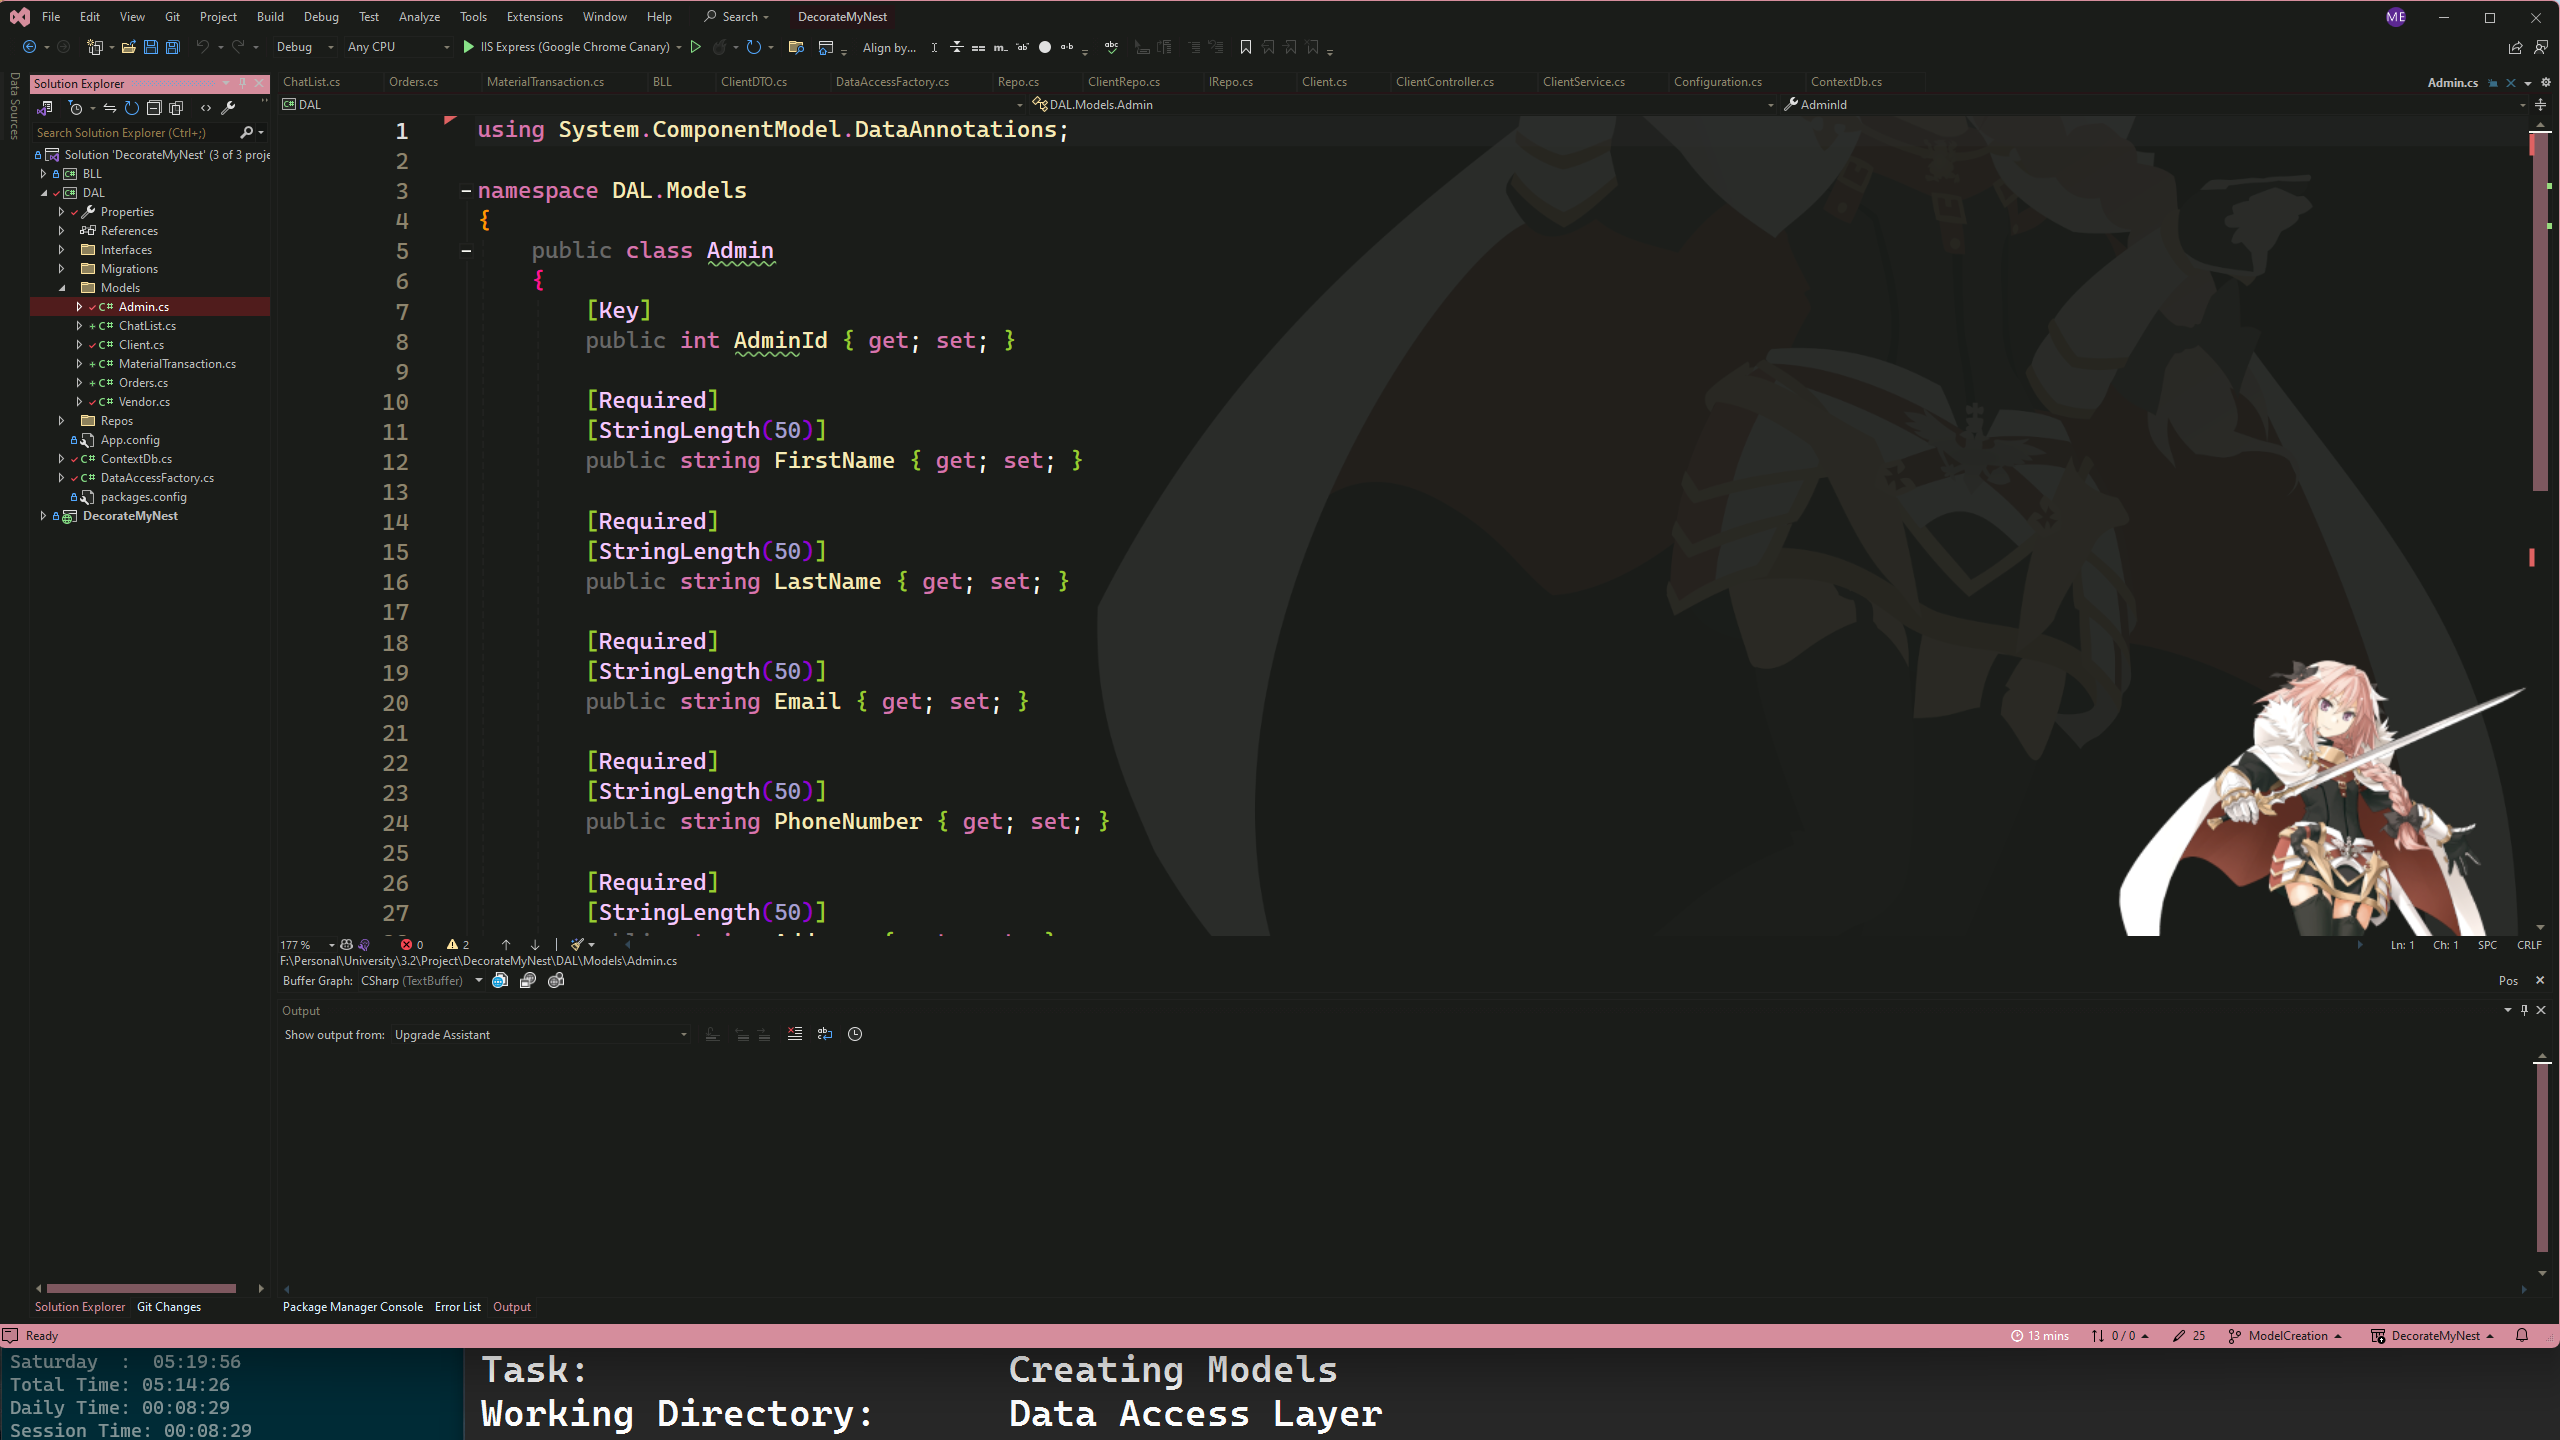 File Edit View Git Project Build Debug Test Analyze Tools Extensions Window Help Search DecorateMyNest ME
Debug Any CPU IIS Express (Google Chrome Canary) Align by...
Data Sources
Solution Explorer
Search Solution Explorer (Ctrl+;)
Solution 'DecorateMyNest' (3 of 3 proje
BLL
DAL
Properties
References
Interfaces
Migrations
Models
C# Admin.cs
C# ChatList.cs
C# Client.cs
C# MaterialTransaction.cs
C# Orders.cs
C# Vendor.cs
Repos
App.config
C# ContextDb.cs
C# DataAccessFactory.cs
packages.config
DecorateMyNest
ChatList.cs Orders.cs MaterialTransaction.cs BLL ClientDTO.cs DataAccessFactory.cs Repo.cs ClientRepo.cs IRepo.cs Client.cs ClientController.cs ClientService.cs Configuration.cs ContextDb.cs Admin.cs
C# DAL DAL.Models.Admin AdminId
1 using System.ComponentModel.DataAnnotations;
2
3 namespace DAL.Models
4 {
5 public class Admin
6 {
7 [Key]
8 public int AdminId { get; set; }
9
10 [Required]
11 [StringLength(50)]
12 public string FirstName { get; set; }
13
14 [Required]
15 [StringLength(50)]
16 public string LastName { get; set; }
17
18 [Required]
19 [StringLength(50)]
20 public string Email { get; set; }
21
22 [Required]
23 [StringLength(50)]
24 public string PhoneNumber { get; set; }
25
26 [Required]
27 [StringLength(50)]
177 % 0 2 Ln: 1 Ch: 1 SPC CRLF
F:\Personal\University\3.2\Project\DecorateMyNest\DAL\Models\Admin.cs
Buffer Graph: CSharp (TextBuffer) Pos
Output
Show output from: Upgrade Assistant
Solution Explorer Git Changes Package Manager Console Error List Output
Ready 13 mins 0 / 0 25 ModelCreation DecorateMyNest
Saturday : 05:19:56
Total Time: 05:14:26
Daily Time: 00:08:29
Session Time: 00:08:29
Task: Creating Models
Working Directory: Data Access Layer